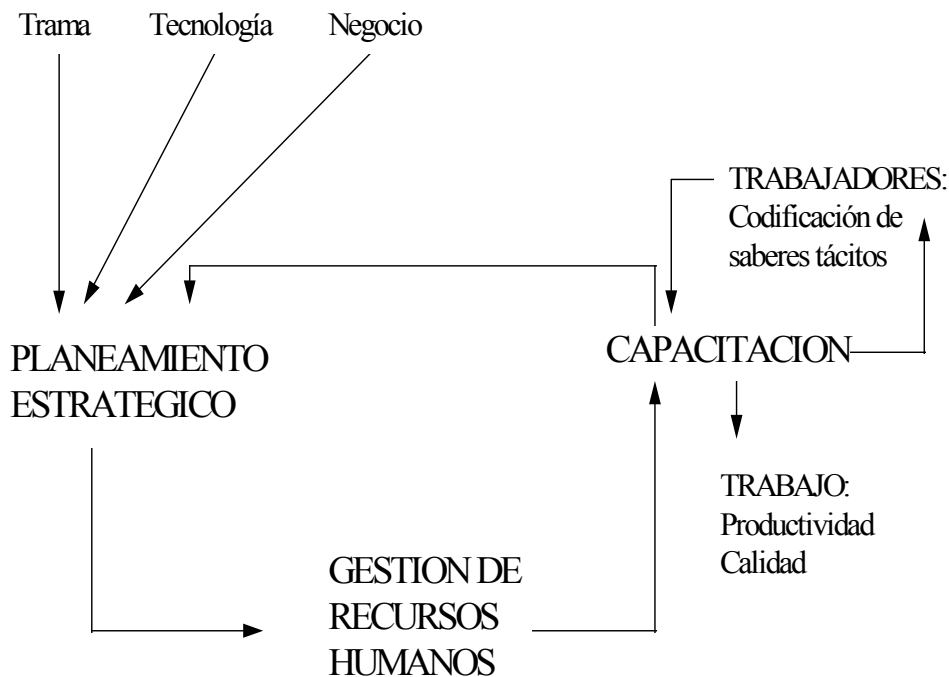 Trama Tecnología Negocio
TRABAJADORES:
Codificación de
saberes tácitos
PLANEAMIENTO
ESTRATEGICO
CAPACITACION
TRABAJO:
Productividad
Calidad
GESTION DE
RECURSOS
HUMANOS